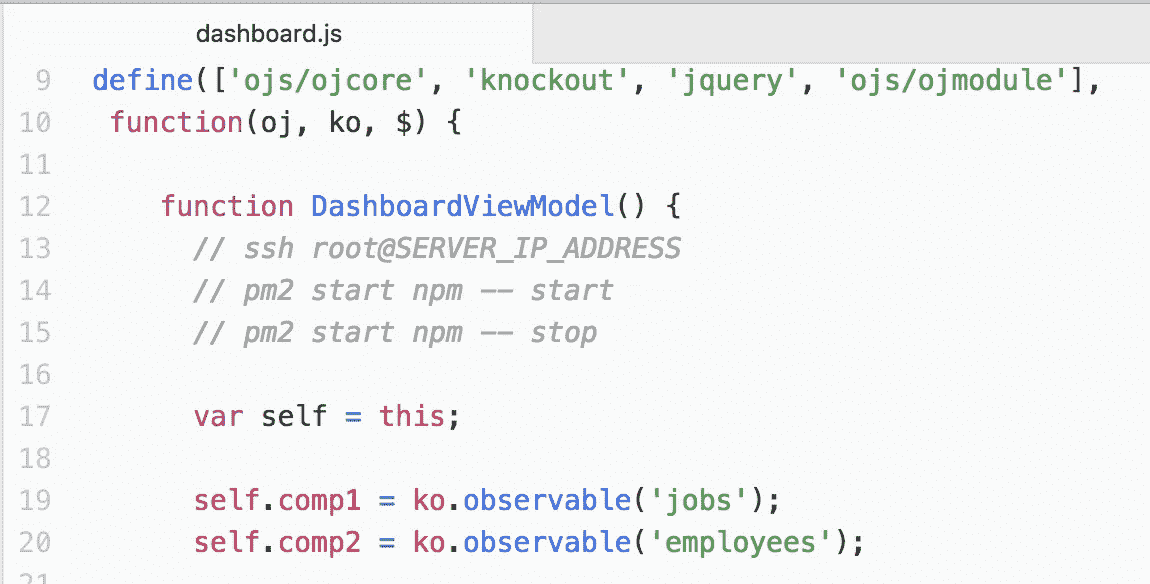 dashboard.js
9 define(['ojs/ojcore', 'knockout', 'jquery', 'ojs/ojmodule'],
10 function(oj, ko, $) {
11
12 function DashboardViewModel() {
13 // ssh root@SERVER_IP_ADDRESS
14 // pm2 start npm -- start
15 // pm2 start npm -- stop
16
17 var self = this;
18
19 self.comp1 = ko.observable('jobs');
20 self.comp2 = ko.observable('employees');
21